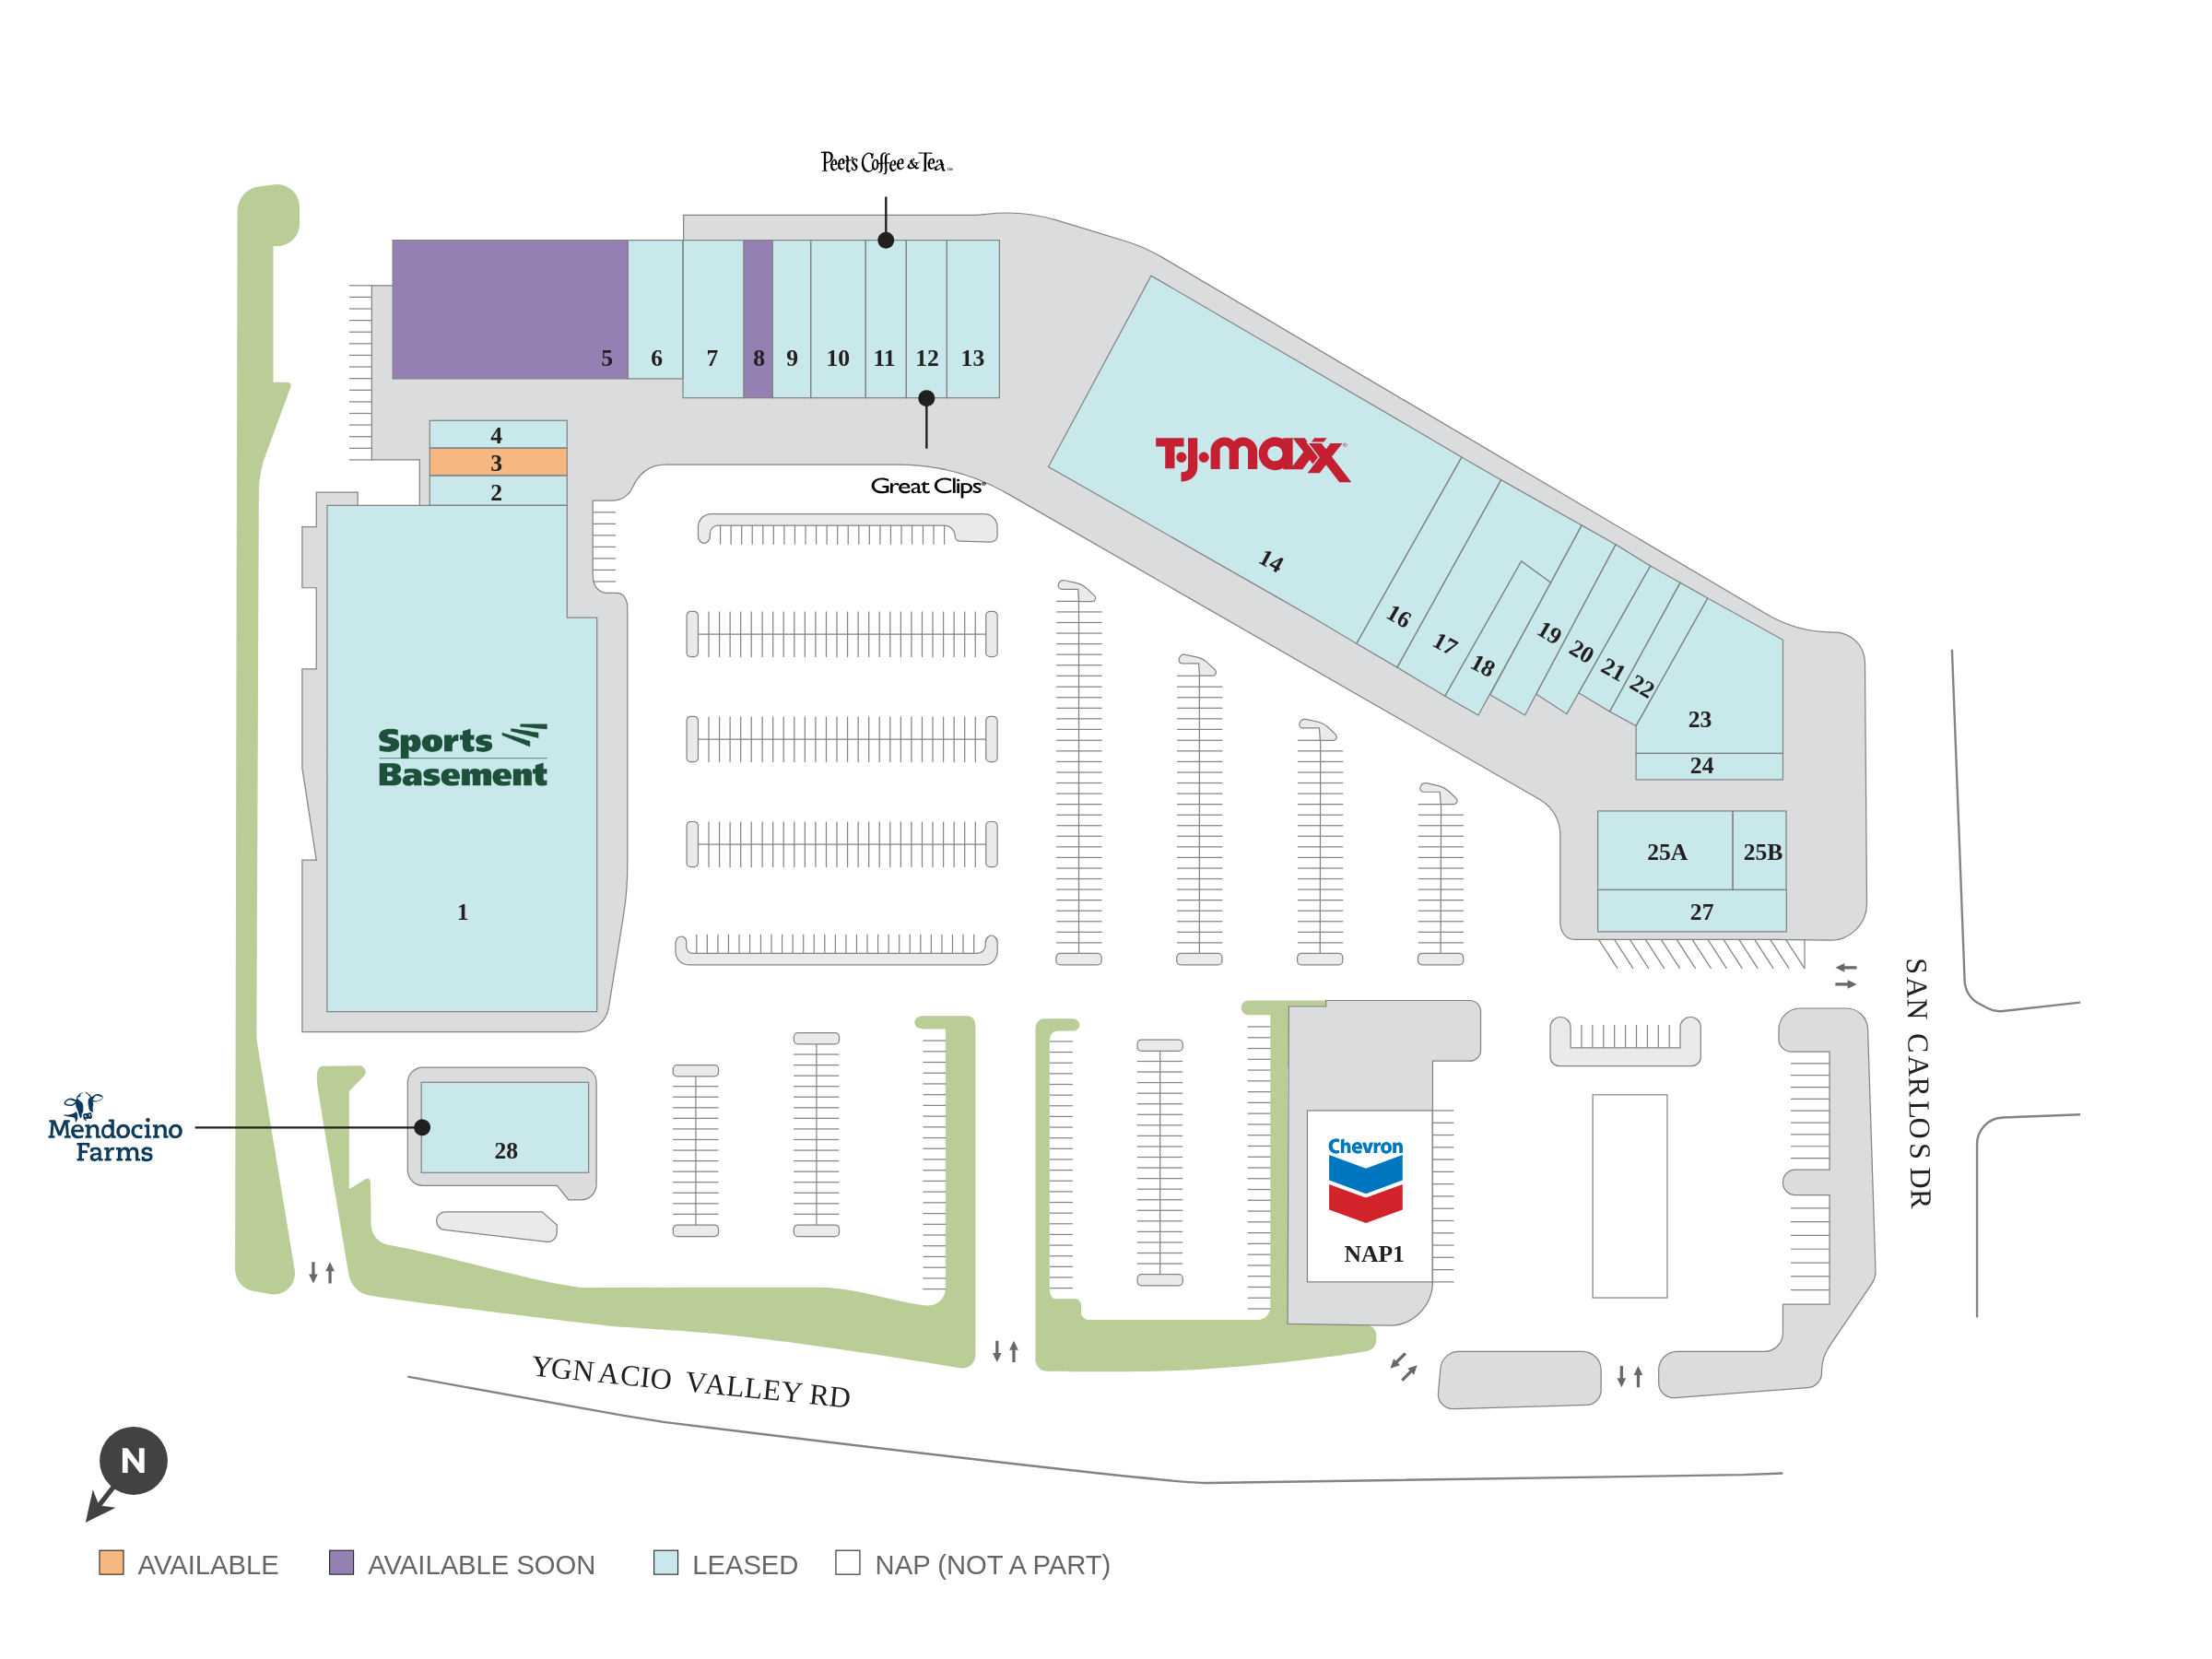 Peet's Coffee & Tea™
5 6 7 8 9 10 11 12 13
4
3
2
Great Clips®
T·J·maxx®
14
16
17
18
19
20
21
22
23
24
25A 25B
27
Sports
Basement
1
SAN CARLOS DR
Mendocino
Farms
28
Chevron
NAP1
YGNACIO VALLEY RD
N
AVAILABLE AVAILABLE SOON LEASED NAP (NOT A PART)